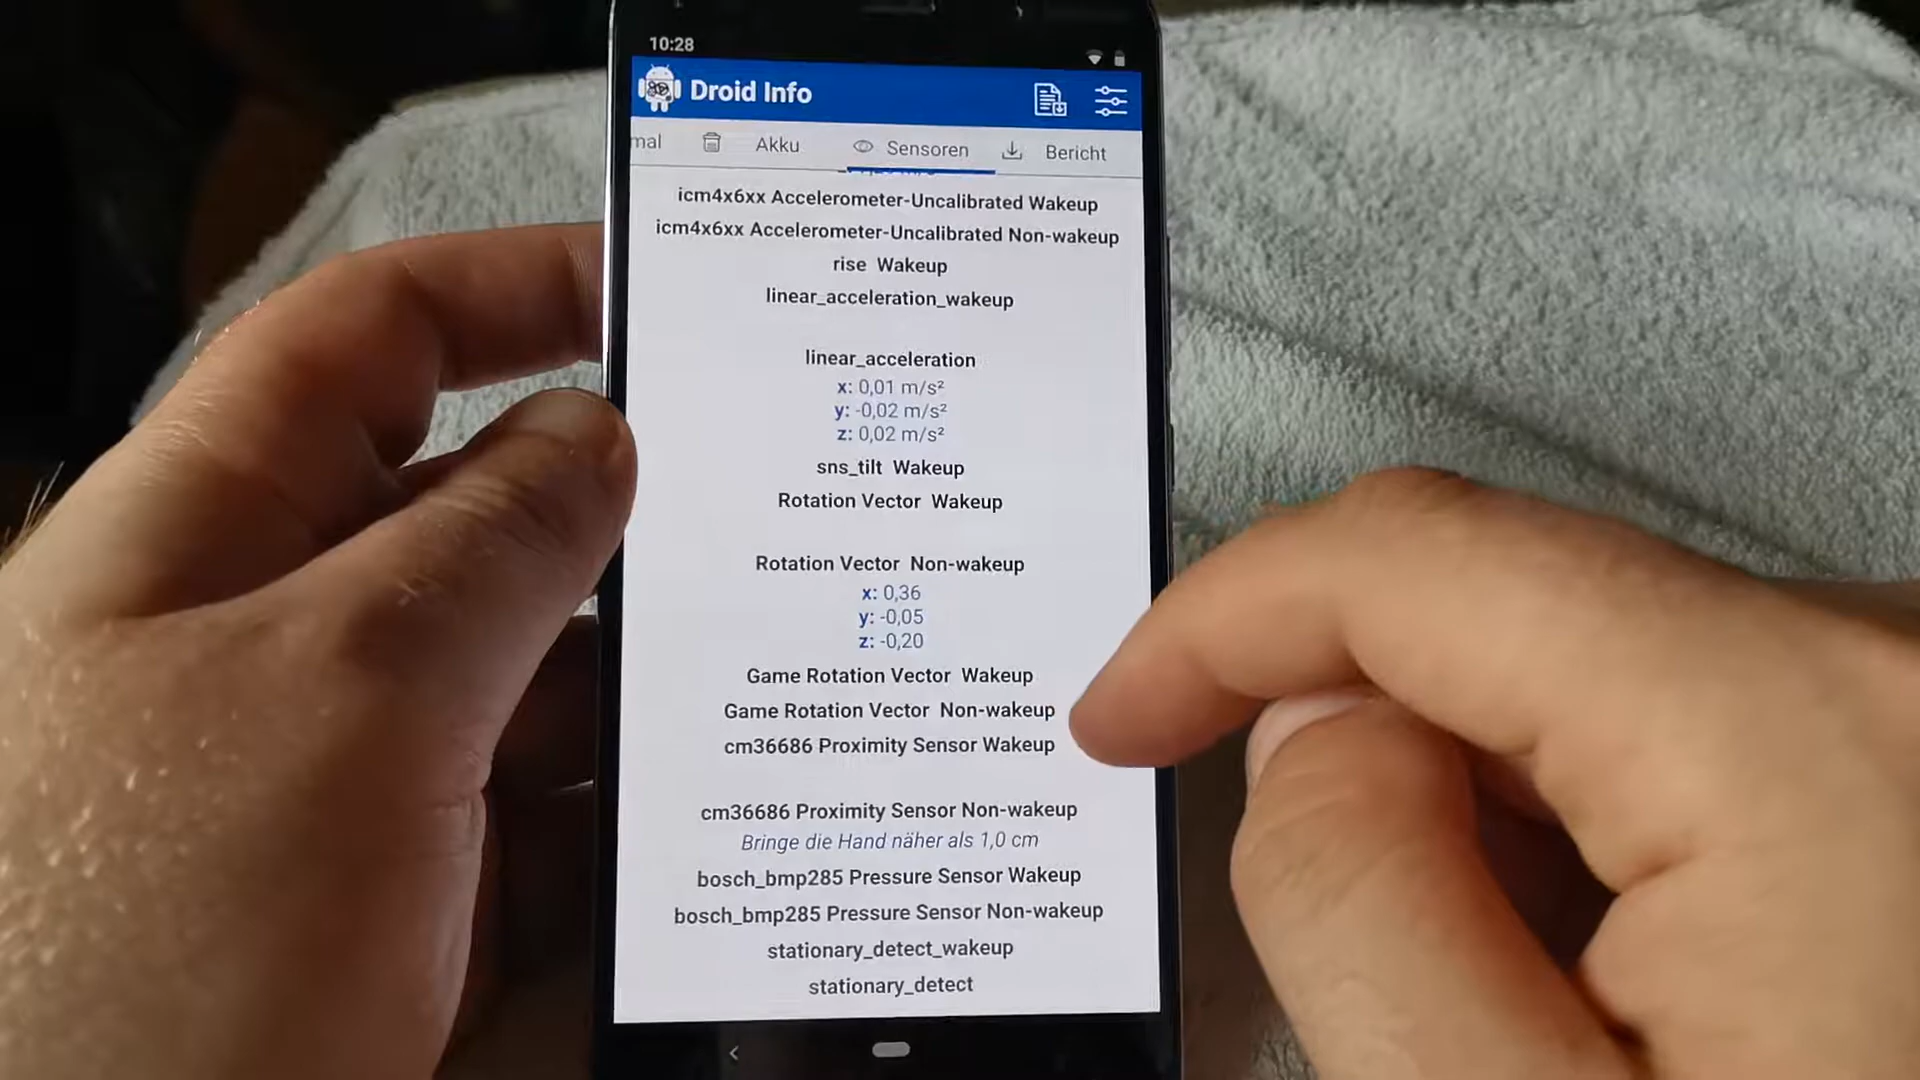 10:28
Droid Info
mal Akku Sensoren Bericht
icm4x6xx Accelerometer-Uncalibrated Wakeup
icm4x6xx Accelerometer-Uncalibrated Non-wakeup
rise Wakeup
linear_acceleration_wakeup
linear_acceleration
x: 0,01 m/s²
y: -0,02 m/s²
z: 0,02 m/s²
sns_tilt Wakeup
Rotation Vector Wakeup
Rotation Vector Non-wakeup
x: 0,36
y: -0,05
z: -0,20
Game Rotation Vector Wakeup
Game Rotation Vector Non-wakeup
cm36686 Proximity Sensor Wakeup
cm36686 Proximity Sensor Non-wakeup
Bringe die Hand näher als 1,0 cm
bosch_bmp285 Pressure Sensor Wakeup
bosch_bmp285 Pressure Sensor Non-wakeup
stationary_detect_wakeup
stationary_detect